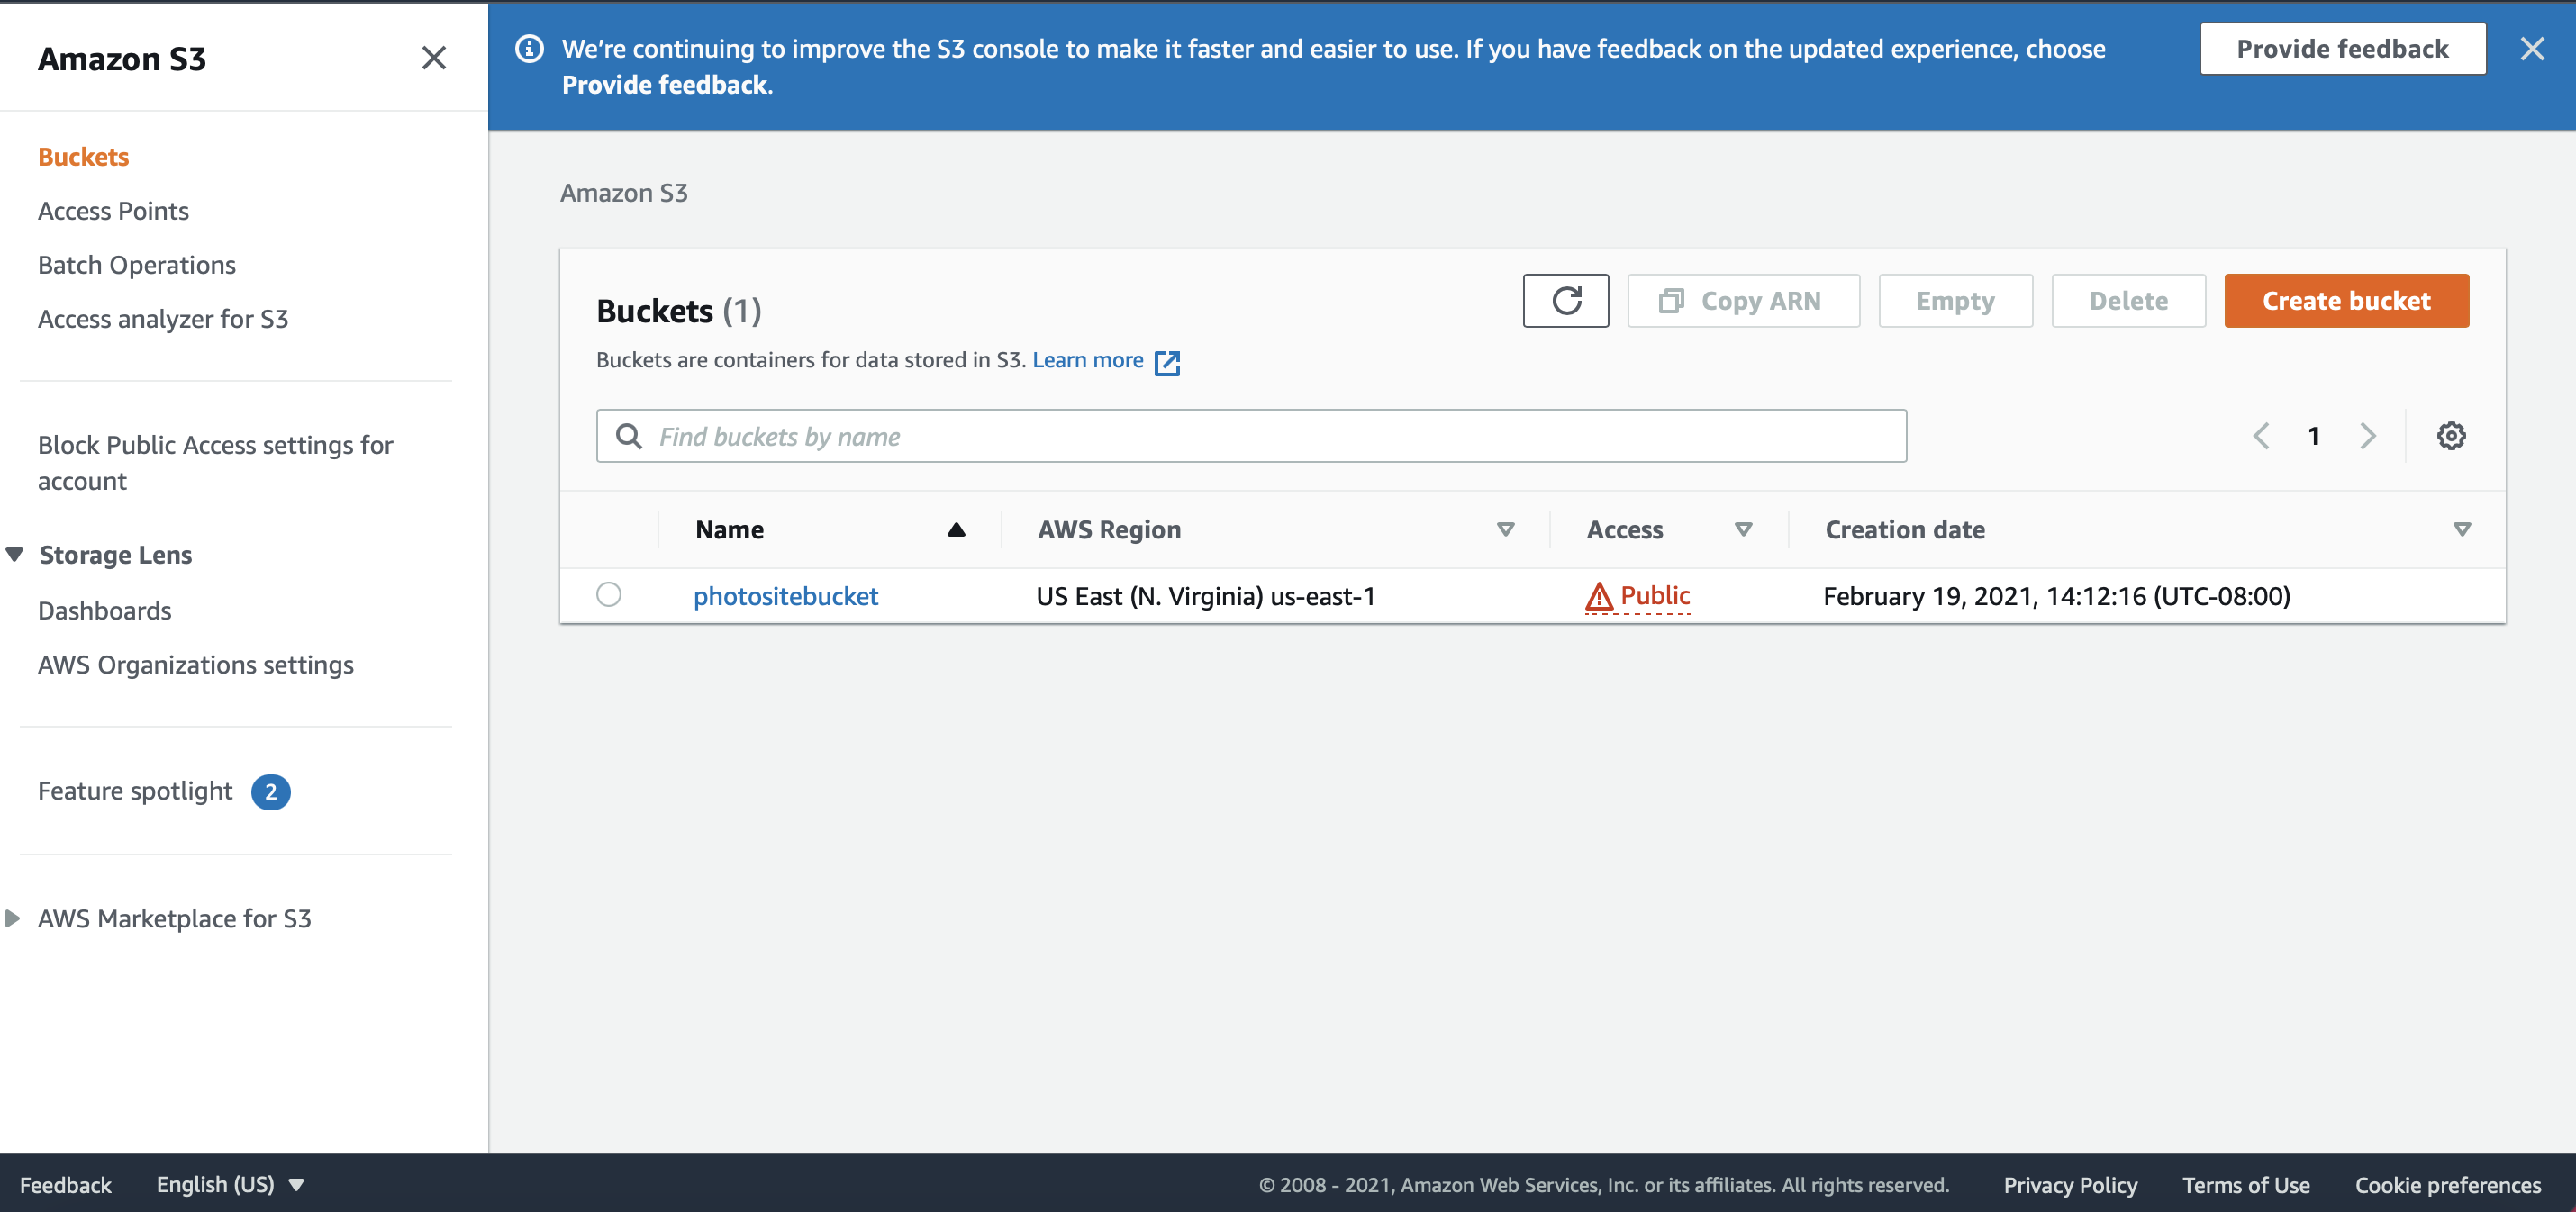 Amazon S3
We're continuing to improve the S3 console to make it faster and easier to use. If you have feedback on the updated experience, choose
Provide feedback.
Provide feedback
Buckets
Access Points
Batch Operations
Access analyzer for S3
Block Public Access settings for
account
Storage Lens
Dashboards
AWS Organizations settings
Feature spotlight 2
AWS Marketplace for S3
Amazon S3
Buckets (1)
Copy ARN
Empty
Delete
Create bucket
Buckets are containers for data stored in S3. Learn more
Find buckets by name
1
Name AWS Region Access Creation date
photositebucket US East (N. Virginia) us-east-1 Public February 19, 2021, 14:12:16 (UTC-08:00)
Feedback English (US) © 2008 - 2021, Amazon Web Services, Inc. or its affiliates. All rights reserved. Privacy Policy Terms of Use Cookie preferences